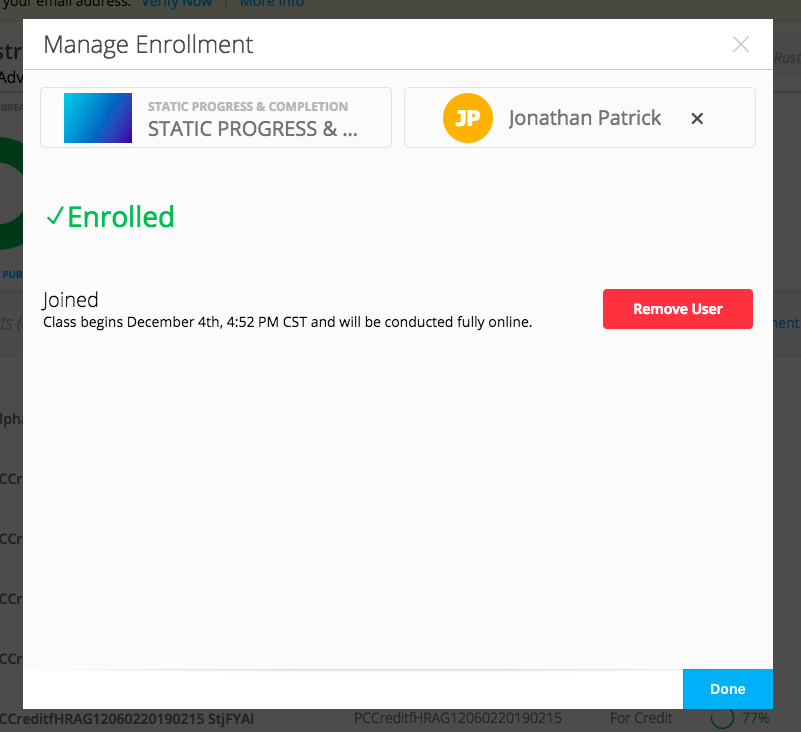 your email address. Verify Now | More Info
Manage Enrollment
STATIC PROGRESS & COMPLETION
STATIC PROGRESS & ...
JP
Jonathan Patrick
Enrolled
Joined
Class begins December 4th, 4:52 PM CST and will be conducted fully online.
Remove User
Done
PCCreditfHRAG12060220190215 StjFYAl
PCCreditfHRAG12060220190215
For Credit
77%